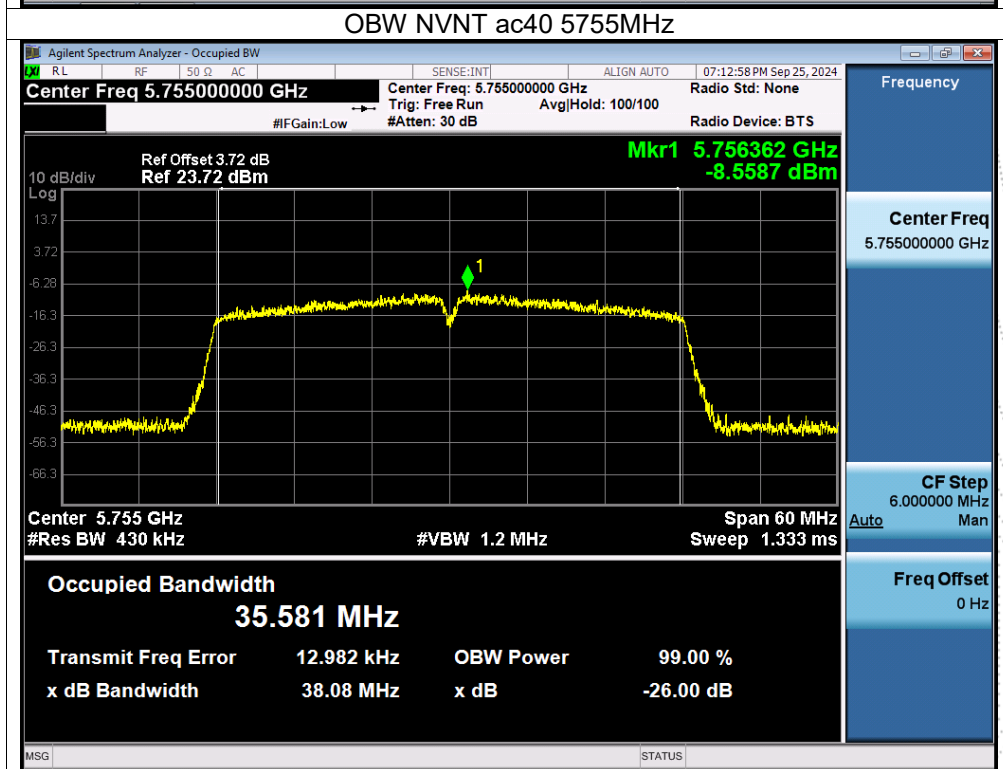 OBW NVNT ac40 5755MHz
Agilent Spectrum Analyzer - Occupied BW
LXI RL RF 50 Ω AC SENSE:INT ALIGN AUTO 07:12:58 PM Sep 25, 2024
Center Freq 5.755000000 GHz
Center Freq: 5.755000000 GHz
Radio Std: None
Trig: Free Run Avg|Hold: 100/100
#IFGain:Low
#Atten: 30 dB
Radio Device: BTS
Frequency
Mkr1 5.756362 GHz
-8.5587 dBm
Ref Offset 3.72 dB
10 dB/div Ref 23.72 dBm
Log
13.7
3.72
-6.28
-16.3
-26.3
-36.3
-46.3
-56.3
-66.3
1
Center 5.755 GHz
Span 60 MHz
#Res BW 430 kHz
#VBW 1.2 MHz
Sweep 1.333 ms
Center Freq
5.755000000 GHz
CF Step
6.000000 MHz
Auto Man
Freq Offset
0 Hz
Occupied Bandwidth
35.581 MHz
Transmit Freq Error 12.982 kHz OBW Power 99.00 %
x dB Bandwidth 38.08 MHz x dB -26.00 dB
MSG STATUS